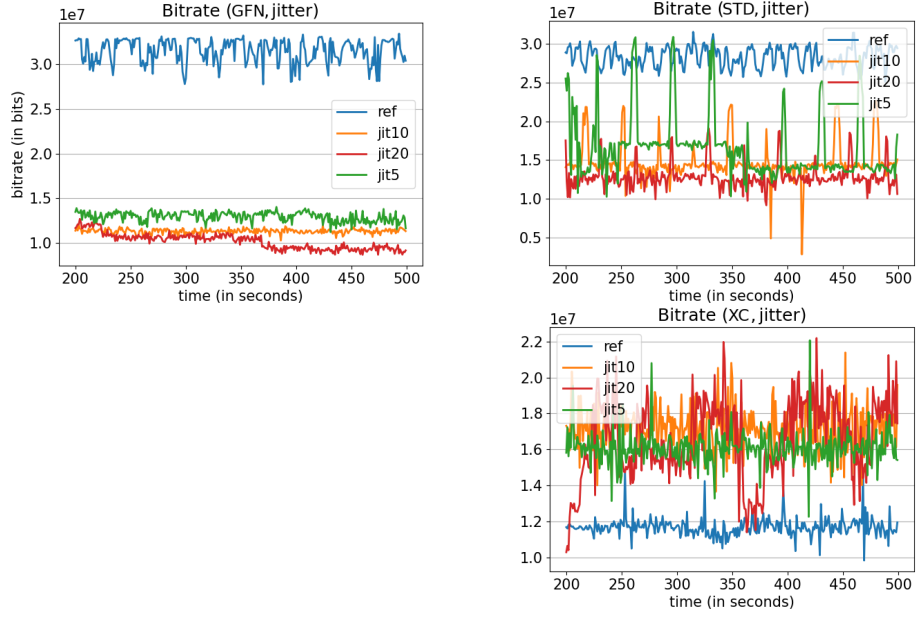 Bitrate (GFN, jitter)
1e7
3.0
2.5
2.0
1.5
1.0
bitrate (in bits)
ref
jit10
jit20
jit5
200
250
300
350
400
450
500
time (in seconds)
Bitrate (STD, jitter)
1e7
3.0
2.5
2.0
1.5
1.0
0.5
ref
jit10
jit20
jit5
200
250
300
350
400
450
500
time (in seconds)
Bitrate (XC, jitter)
1e7
2.2
2.0
1.8
1.6
1.4
1.2
1.0
ref
jit10
jit20
jit5
200
250
300
350
400
450
500
time (in seconds)